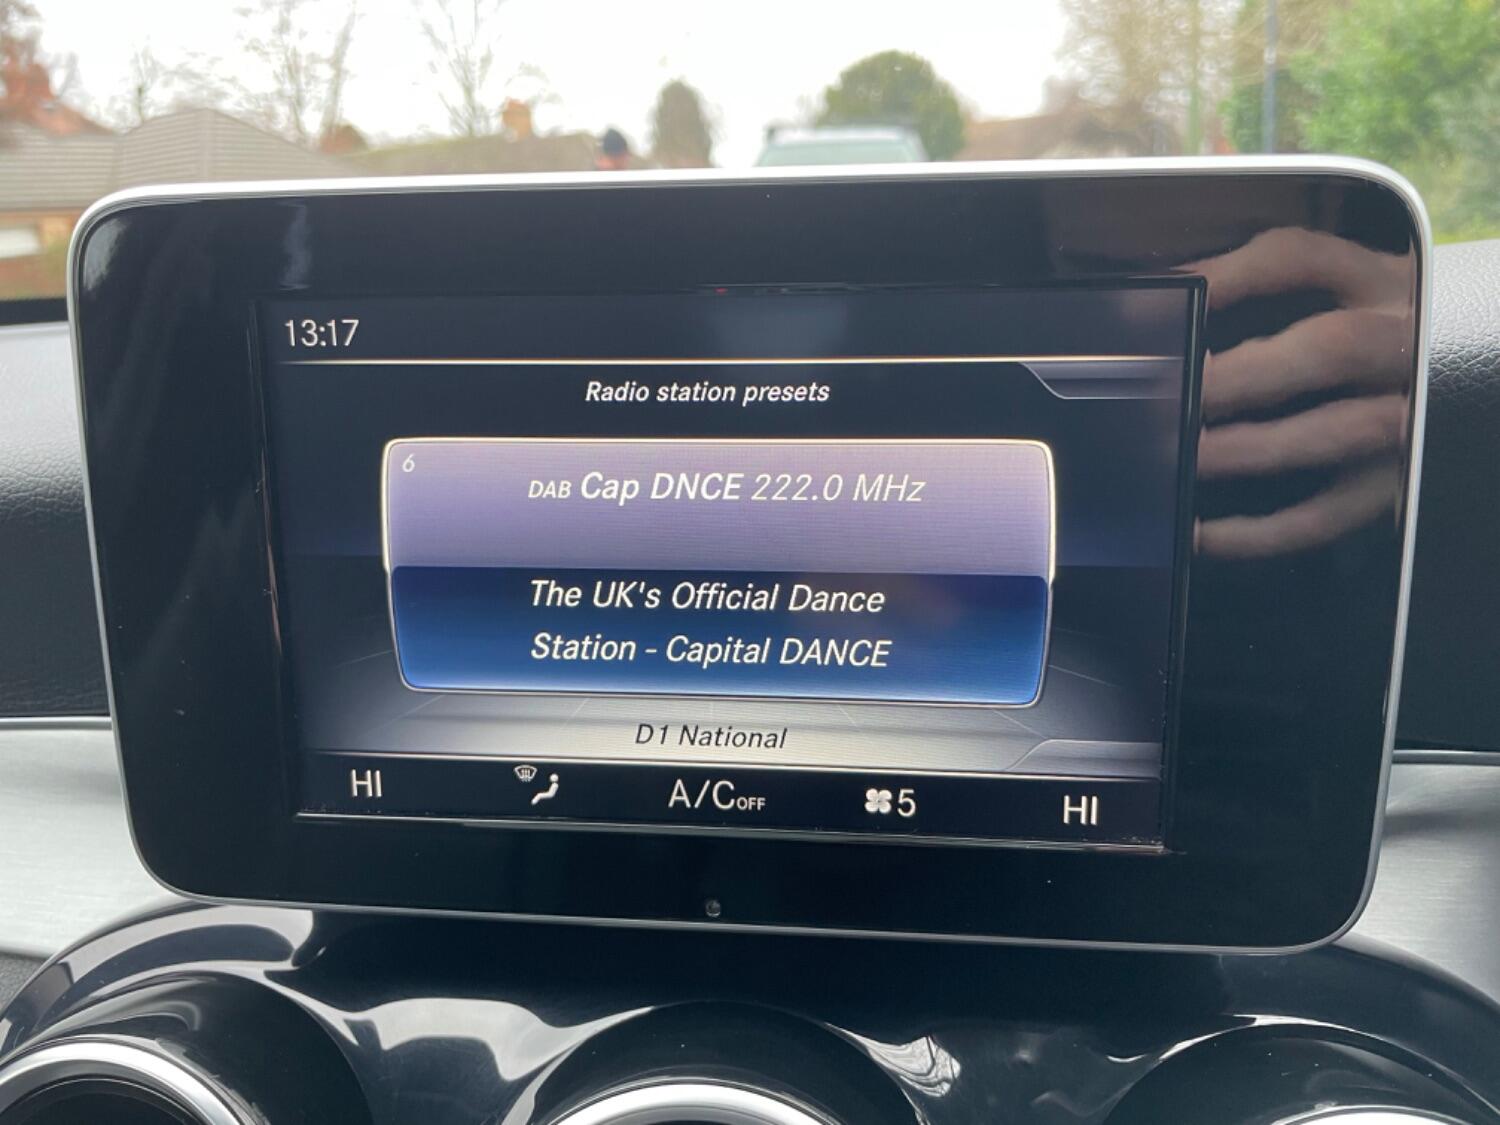 13:17
Radio station presets
6
DAB Cap DNCE 222.0 MHz
The UK's Official Dance
Station - Capital DANCE
D1 National
HI A/C OFF 5 HI